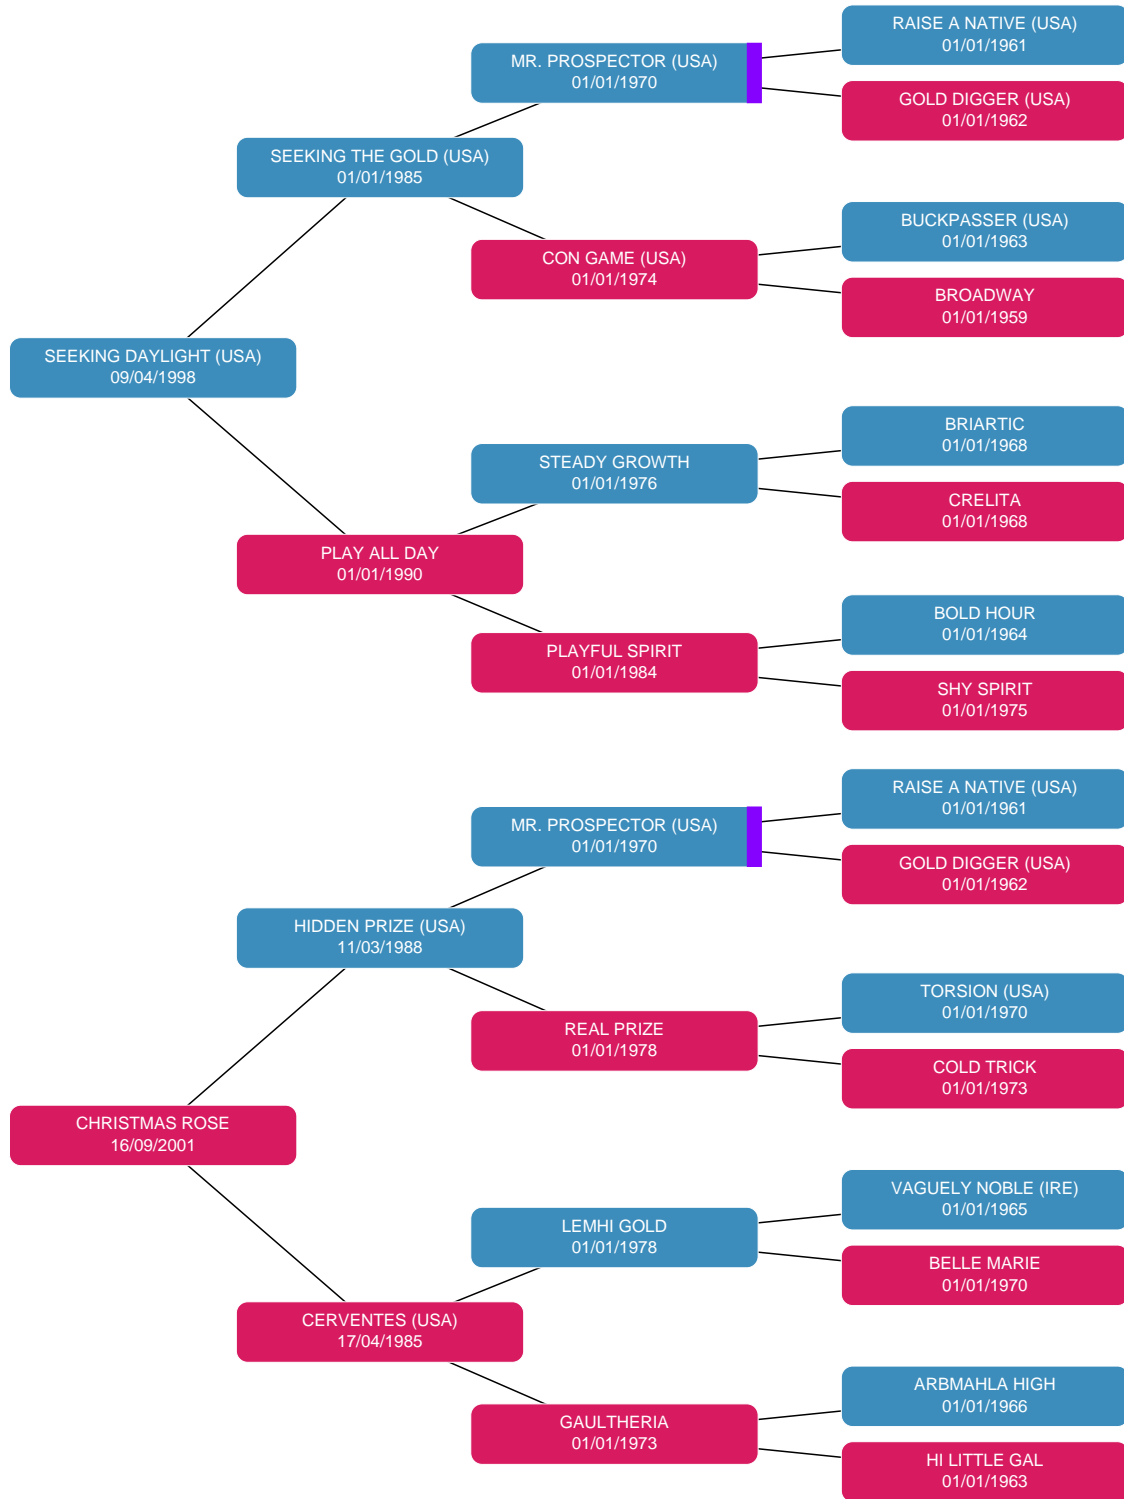 RAISE A NATIVE (USA)
01/01/1961
MR. PROSPECTOR (USA)
01/01/1970
GOLD DIGGER (USA)
01/01/1962
SEEKING THE GOLD (USA)
01/01/1985
BUCKPASSER (USA)
01/01/1963
CON GAME (USA)
01/01/1974
BROADWAY
01/01/1959
SEEKING DAYLIGHT (USA)
09/04/1998
BRIARTIC
01/01/1968
STEADY GROWTH
01/01/1976
CRELITA
01/01/1968
PLAY ALL DAY
01/01/1990
BOLD HOUR
01/01/1964
PLAYFUL SPIRIT
01/01/1984
SHY SPIRIT
01/01/1975
RAISE A NATIVE (USA)
01/01/1961
MR. PROSPECTOR (USA)
01/01/1970
GOLD DIGGER (USA)
01/01/1962
HIDDEN PRIZE (USA)
11/03/1988
TORSION (USA)
01/01/1970
REAL PRIZE
01/01/1978
COLD TRICK
01/01/1973
CHRISTMAS ROSE
16/09/2001
VAGUELY NOBLE (IRE)
01/01/1965
LEMHI GOLD
01/01/1978
BELLE MARIE
01/01/1970
CERVENTES (USA)
17/04/1985
ARBMAHLA HIGH
01/01/1966
GAULTHERIA
01/01/1973
HI LITTLE GAL
01/01/1963